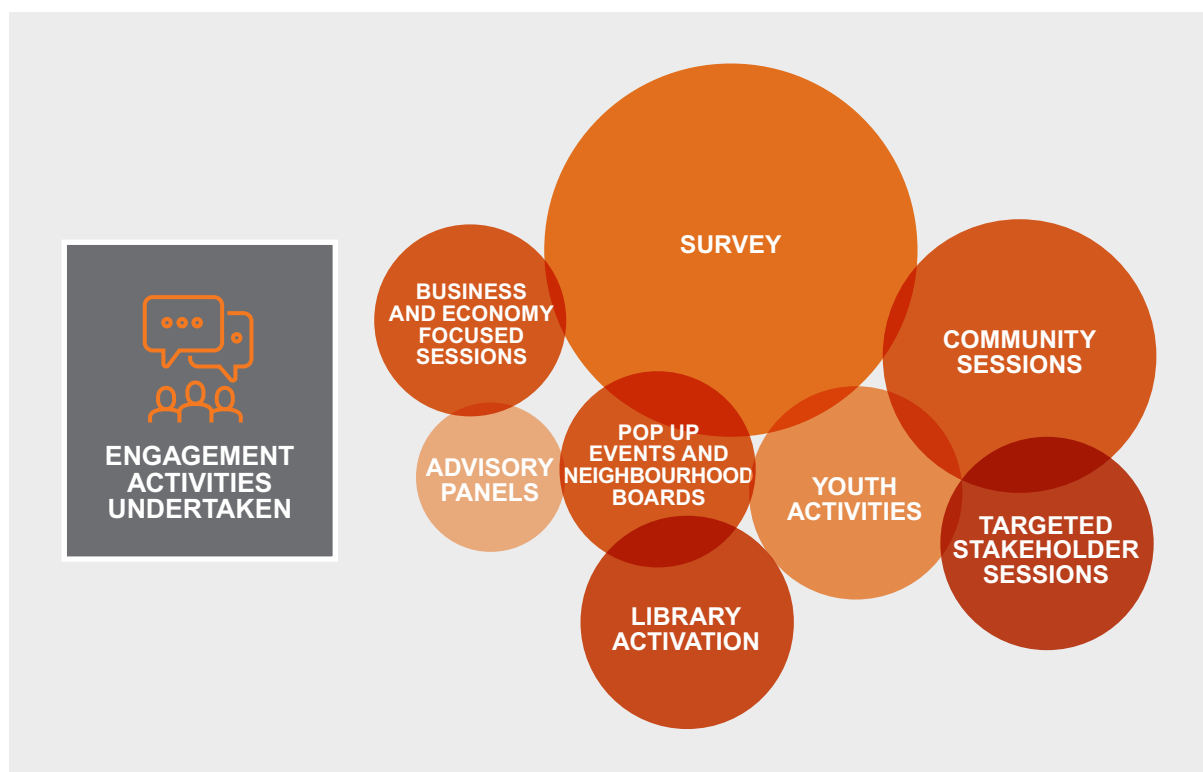 ENGAGEMENT
ACTIVITIES
UNDERTAKEN
SURVEY
BUSINESS
AND ECONOMY
FOCUSED
SESSIONS
COMMUNITY
SESSIONS
ADVISORY
PANELS
POP UP
EVENTS AND
NEIGHBOURHOOD
BOARDS
YOUTH
ACTIVITIES
TARGETED
STAKEHOLDER
SESSIONS
LIBRARY
ACTIVATION